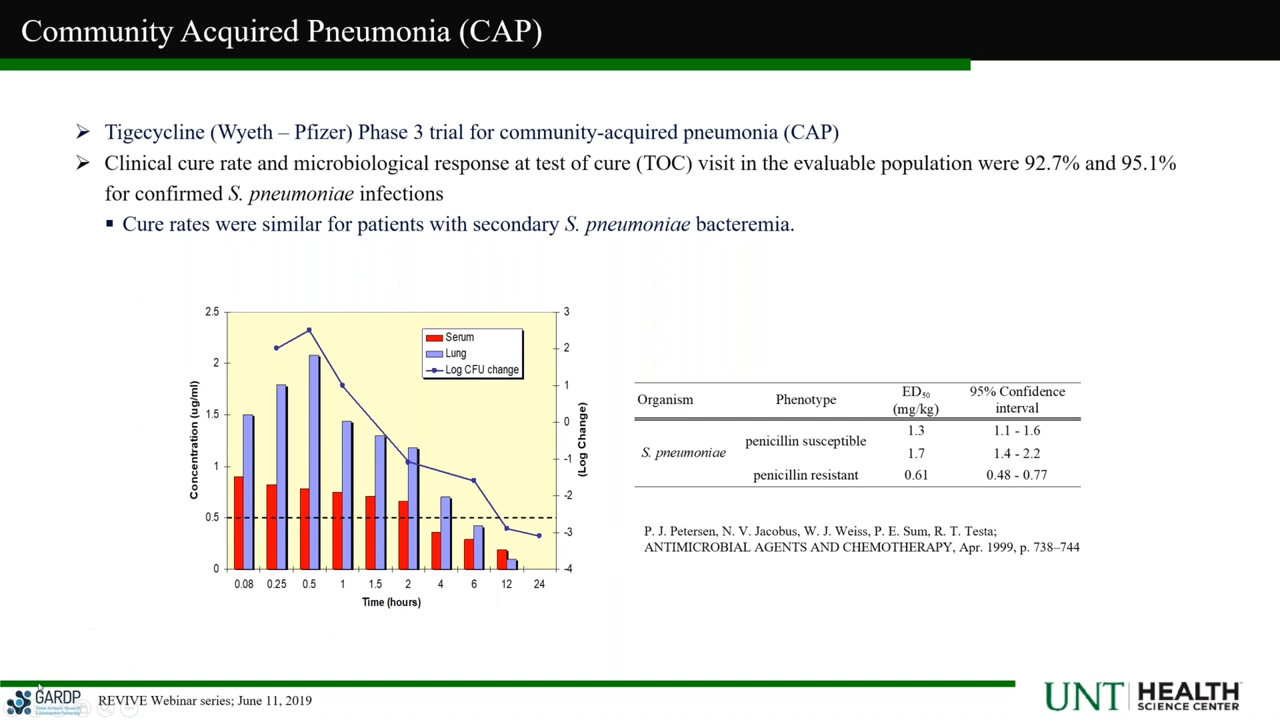 Community Acquired Pneumonia (CAP)
➢ Tigecycline (Wyeth – Pfizer) Phase 3 trial for community-acquired pneumonia (CAP)
➢ Clinical cure rate and microbiological response at test of cure (TOC) visit in the evaluable population were 92.7% and 95.1%
for confirmed S. pneumoniae infections
▪ Cure rates were similar for patients with secondary S. pneumoniae bacteremia.
2.5
2
1.5
1
0.5
0
Concentration (ug/ml)
Serum
Lung
Log CFU change
3
2
1
0
-1
-2
-3
-4
(Log Change)
0.08 0.25 0.5 1 1.5 2 4 6 12 24
Time (hours)
Organism Phenotype ED50 (mg/kg) 95% Confidence interval
S. pneumoniae penicillin susceptible 1.3 1.1 - 1.6
1.7 1.4 - 2.2
penicillin resistant 0.61 0.48 - 0.77
P. J. Petersen, N. V. Jacobus, W. J. Weiss, P. E. Sum, R. T. Testa;
ANTIMICROBIAL AGENTS AND CHEMOTHERAPY, Apr. 1999, p. 738–744
GARDP
REVIVE Webinar series; June 11, 2019
UNT HEALTH
SCIENCE CENTER